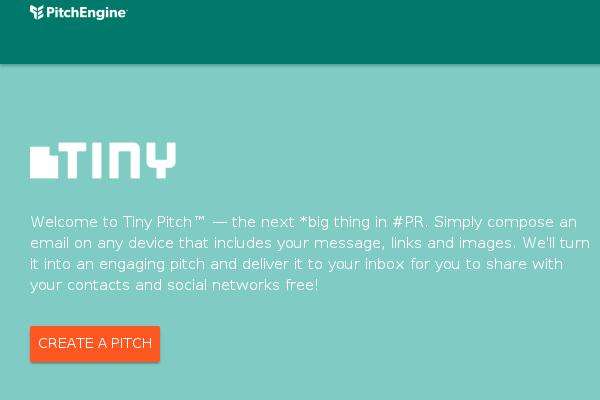 PitchEngine
TINY
Welcome to Tiny Pitch™ — the next *big thing in #PR. Simply compose an
email on any device that includes your message, links and images. We'll turn
it into an engaging pitch and deliver it to your inbox for you to share with
your contacts and social networks free!
CREATE A PITCH